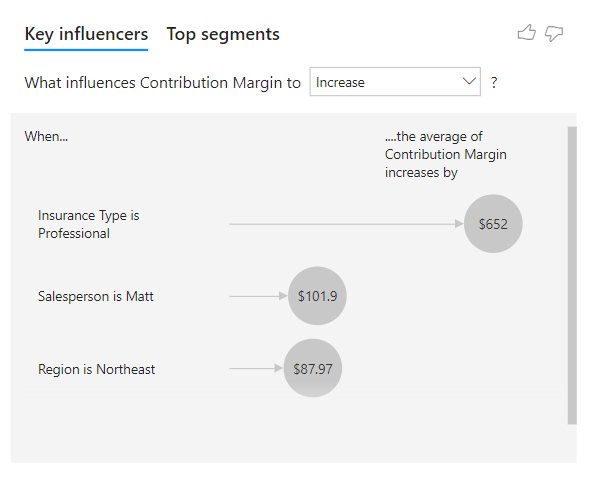 Key influencers Top segments
What influences Contribution Margin to Increase ?
When...
....the average of
Contribution Margin
increases by
Insurance Type is
Professional
$652
Salesperson is Matt
$101.9
Region is Northeast
$87.97